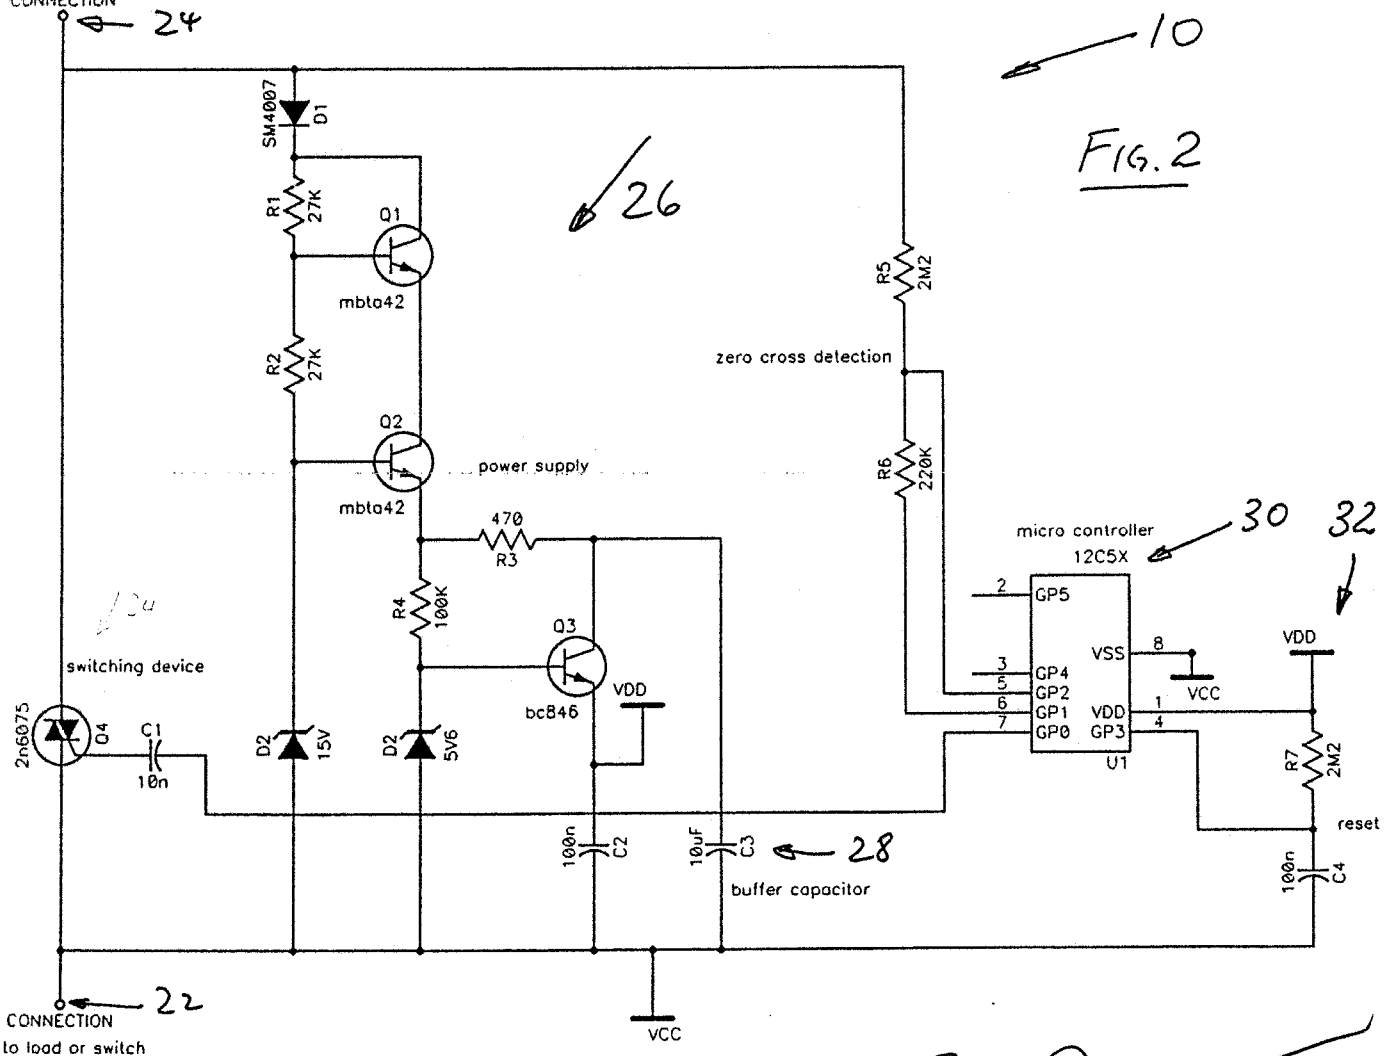 CONNECTION
24
10
FIG. 2
SM4007
D1
R1
27K
Q1
mbta42
26
R5
2M2
R2
27K
zero cross detection
Q2
mbta42
power supply
R6
220K
470
R3
micro controller
12C5X
30
32
2
GP5
R4
100K
Q3
bc846
VDD
VSS
8
VCC
VDD
3
GP4
5
GP2
6
GP1
7
GP0
VDD
1
GP3
4
U1
R7
2M2
reset
switching device
2n6075
Q4
C1
10n
D2
15V
D2
5V6
100n
C2
10uF
C3
28
buffer capacitor
100n
C4
22
CONNECTION
to load or switch
VCC